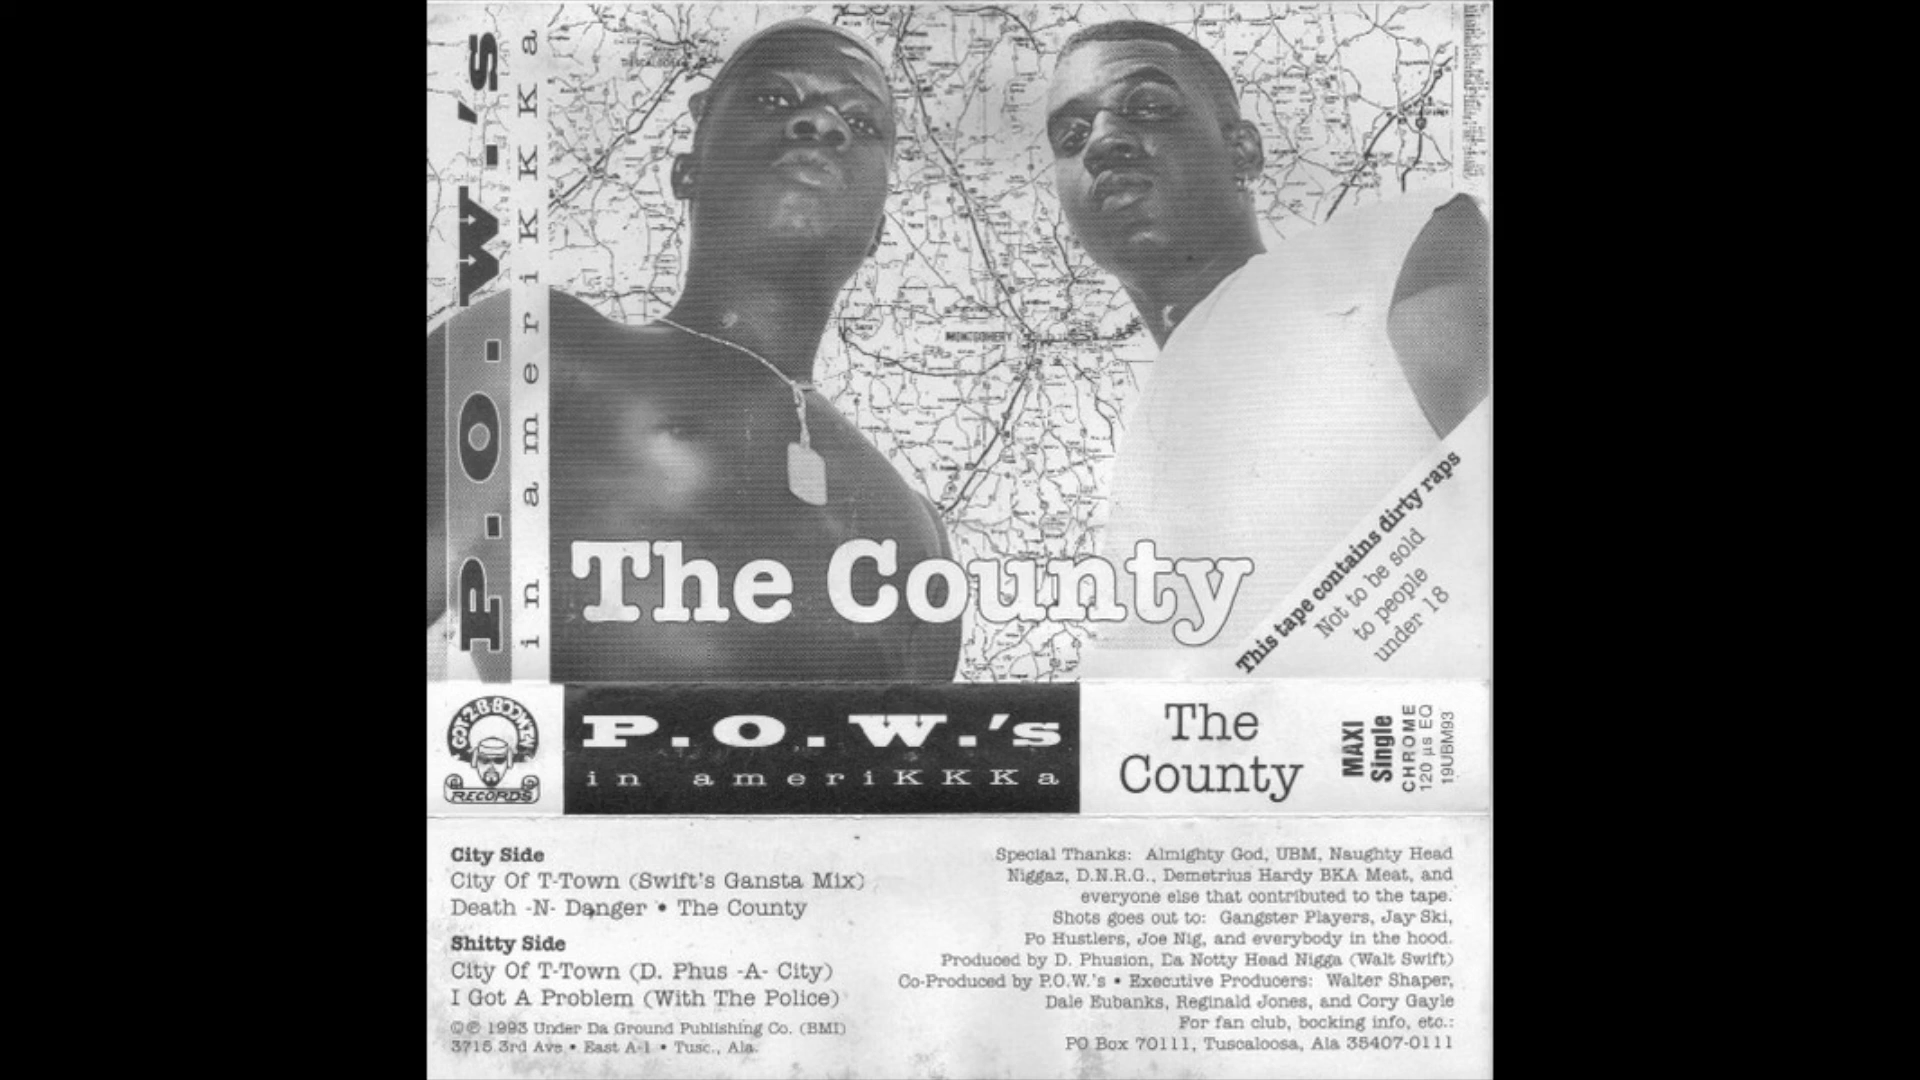 P.O.W-'s
in ameriKKKa
TUSCALOOSA
MONTGOMERY
The County
This tape contains dirty raps
Not to be sold
to people
under 18
GOT-2-B-BOOM'N
RECORDS
P.O.W.'s
in ameriKKKa
The
County
MAXI
Single
CHROME
120 µs EQ
19UBM93
City Side
City Of T-Town (Swift's Gansta Mix)
Death -N- Danger • The County
Shitty Side
City Of T-Town (D. Phus -A- City)
I Got A Problem (With The Police)
©℗ 1993 Under Da Ground Publishing Co. (BMI)
3715 3rd Ave • East A-1 • Tusc., Ala.
Special Thanks: Almighty God, UBM, Naughty Head
Niggaz, D.N.R.G., Demetrius Hardy BKA Meat, and
everyone else that contributed to the tape.
Shots goes out to: Gangster Players, Jay Ski,
Po Hustlers, Joe Nig, and everybody in the hood.
Produced by D. Phusion, Da Notty Head Nigga (Walt Swift)
Co-Produced by P.O.W.'s • Executive Producers: Walter Shaper,
Dale Eubanks, Reginald Jones, and Cory Gayle
For fan club, booking info, etc.:
PO Box 70111, Tuscaloosa, Ala 35407-0111